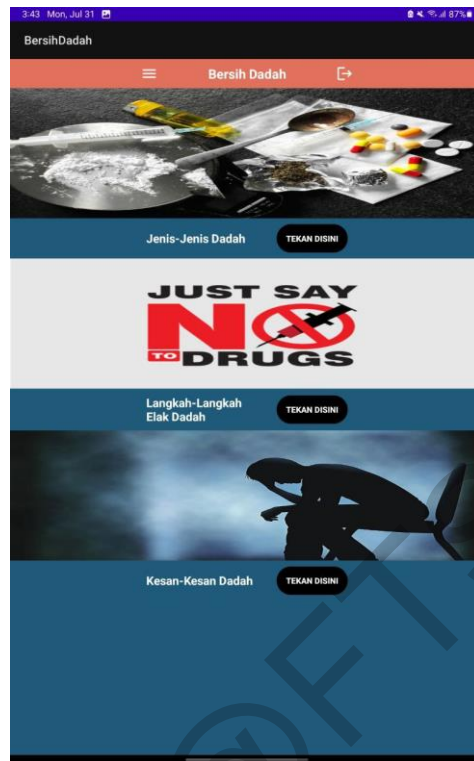 3:43 Mon, Jul 31
87%
BersihDadah
Bersih Dadah
Jenis-Jenis Dadah
TEKAN DISINI
JUST SAY
NO
TO DRUGS
Langkah-Langkah
Elak Dadah
TEKAN DISINI
Kesan-Kesan Dadah
TEKAN DISINI